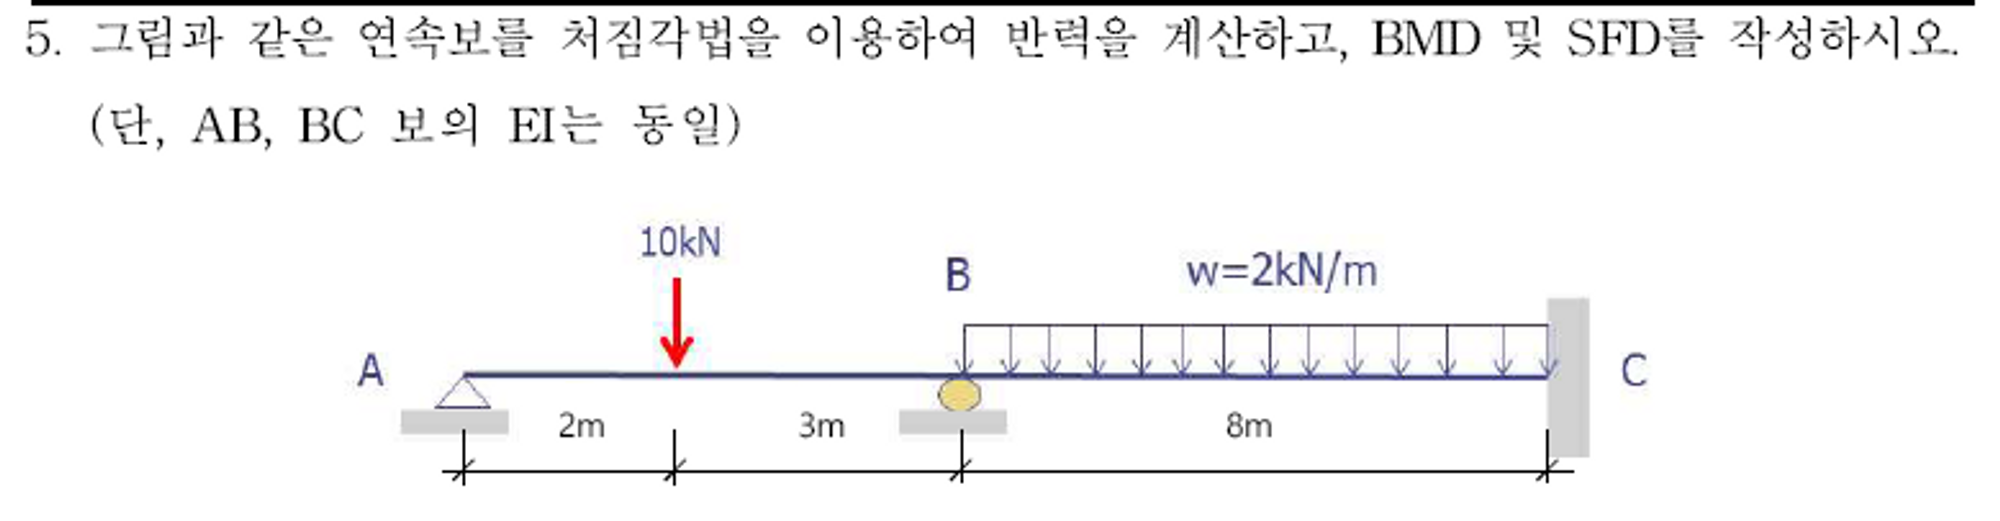 5. 그림과 같은 연속보를 처짐각법을 이용하여 반력을 계산하고, BMD 및 SFD를 작성하시오.
(단, AB, BC 보의 EI는 동일)
10kN
B
w=2kN/m
A
C
2m
3m
8m